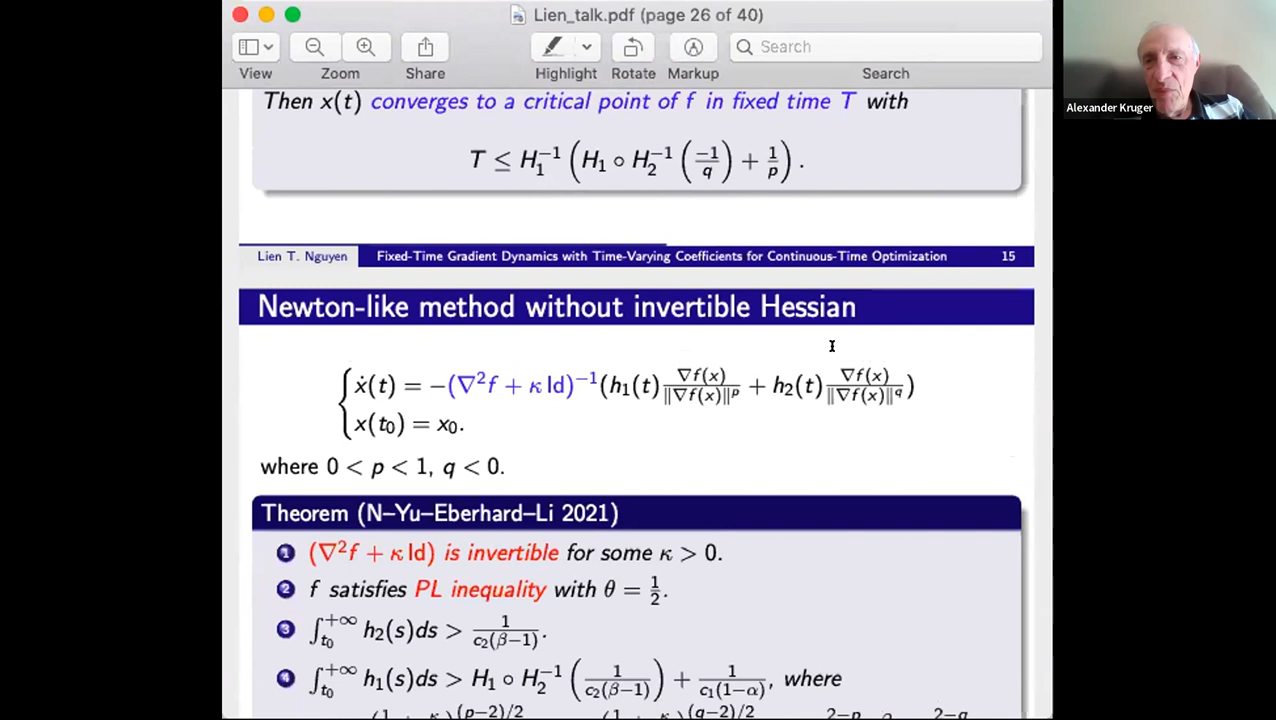 Lien_talk.pdf (page 26 of 40)
View Zoom Share Highlight Rotate Markup Search
Search
Alexander Kruger
Then x(t) converges to a critical point of f in fixed time T with
T ≤ H₁⁻¹ (H₁ ∘ H₂⁻¹ (−1/q) + 1/p).
Lien T. Nguyen Fixed-Time Gradient Dynamics with Time-Varying Coefficients for Continuous-Time Optimization 15
Newton-like method without invertible Hessian
{ẋ(t) = −(∇²f + κ Id)⁻¹(h₁(t) ∇f(x)/‖∇f(x)‖ᵖ + h₂(t) ∇f(x)/‖∇f(x)‖^q)
x(t₀) = x₀.
where 0 < p < 1, q < 0.
Theorem (N–Yu–Eberhard–Li 2021)
1 (∇²f + κ Id) is invertible for some κ > 0.
2 f satisfies PL inequality with θ = 1/2.
3 ∫_{t₀}^{+∞} h₂(s)ds > 1/(c₂(β−1)).
4 ∫_{t₀}^{+∞} h₁(s)ds > H₁ ∘ H₂⁻¹ (1/(c₂(β−1))) + 1/(c₁(1−α)), where